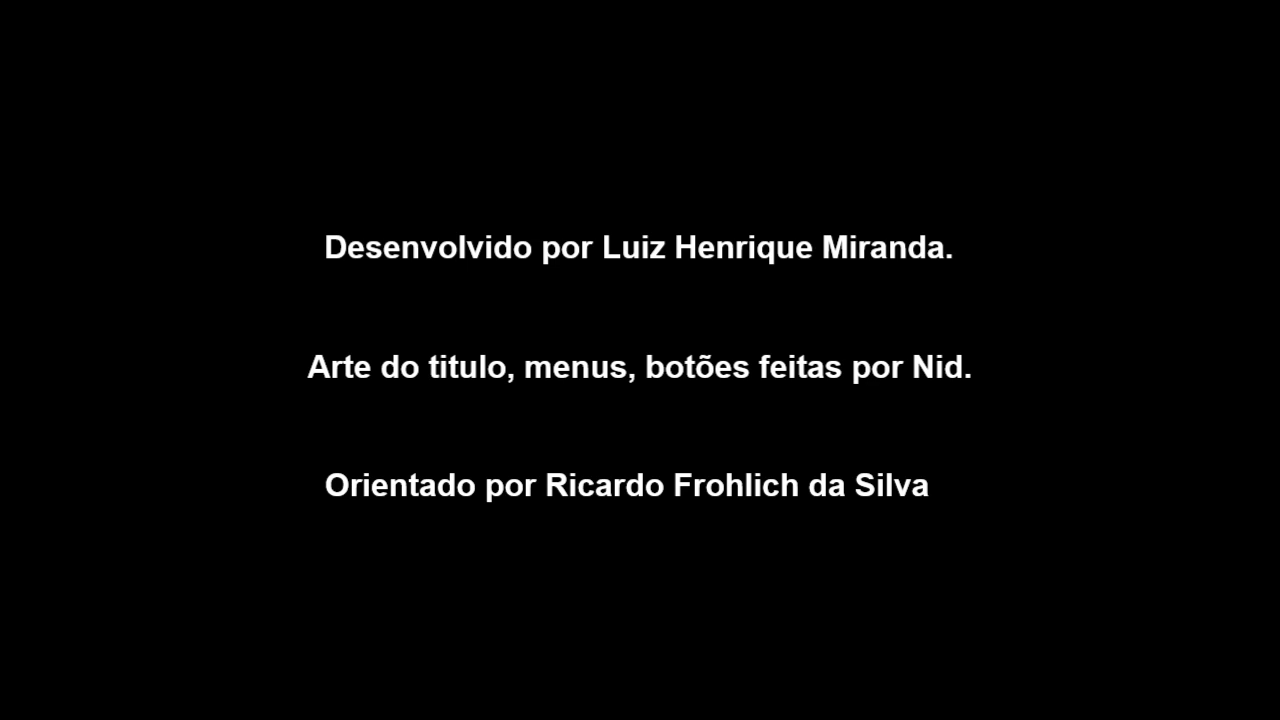 Desenvolvido por Luiz Henrique Miranda.
Arte do titulo, menus, botões feitas por Nid.
Orientado por Ricardo Frohlich da Silva